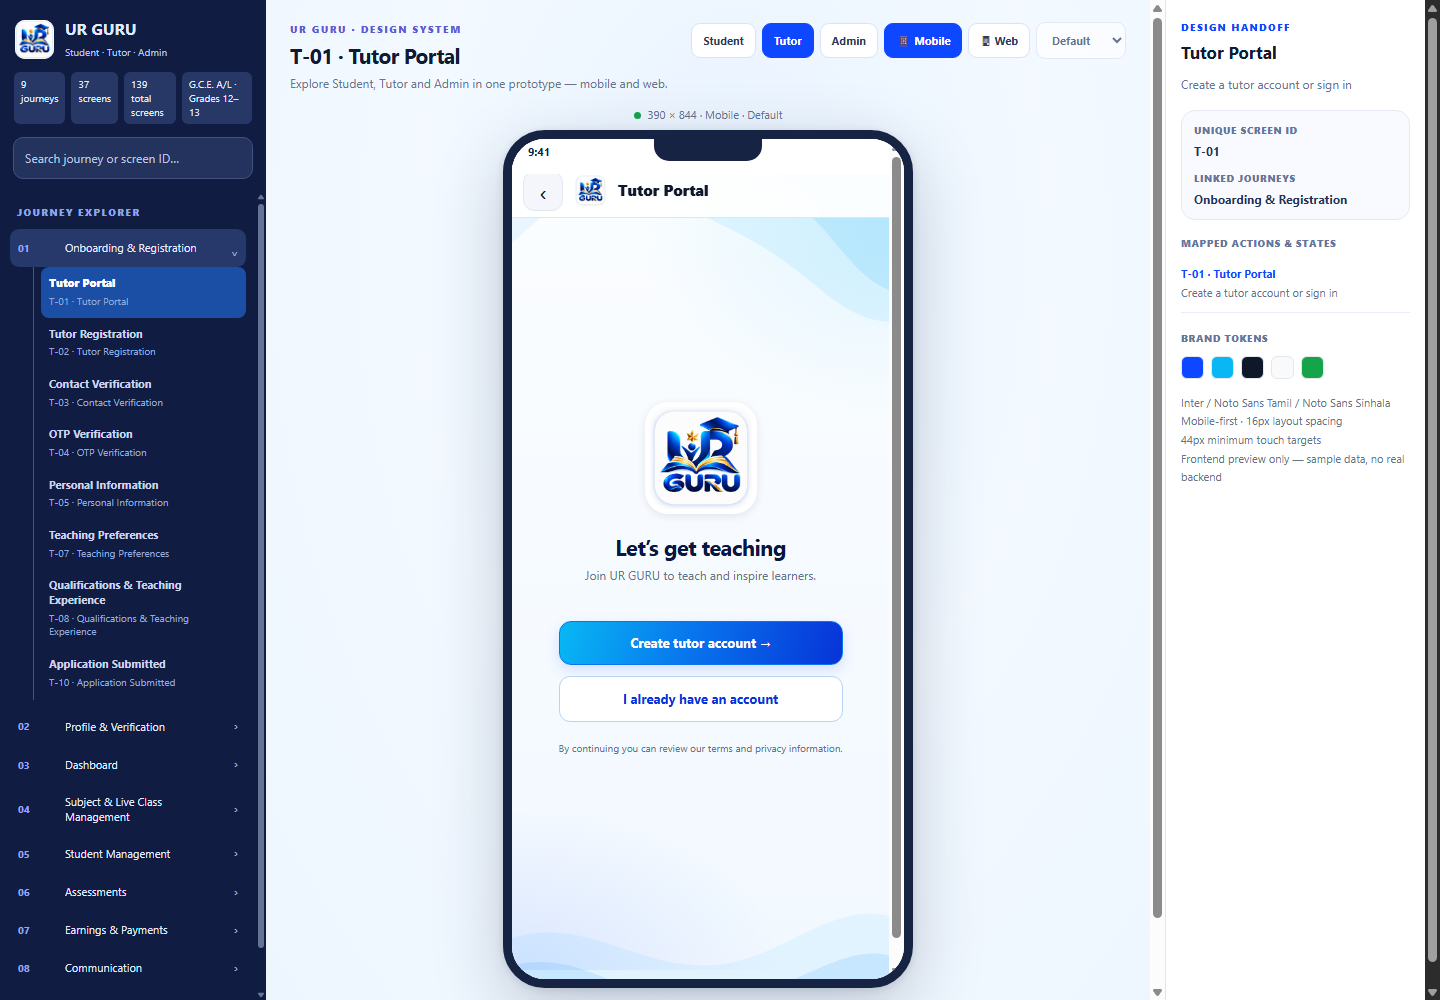 UR GURU
Student · Tutor · Admin
9 journeys
37 screens
139 total screens
G.C.E. A/L · Grades 12–13
Search journey or screen ID...
JOURNEY EXPLORER
01 Onboarding & Registration
Tutor Portal
T-01 · Tutor Portal
Tutor Registration
T-02 · Tutor Registration
Contact Verification
T-03 · Contact Verification
OTP Verification
T-04 · OTP Verification
Personal Information
T-05 · Personal Information
Teaching Preferences
T-07 · Teaching Preferences
Qualifications & Teaching
Experience
T-08 · Qualifications & Teaching
Experience
Application Submitted
T-10 · Application Submitted
02 Profile & Verification ›
03 Dashboard ›
04 Subject & Live Class
Management ›
05 Student Management ›
06 Assessments ›
07 Earnings & Payments ›
08 Communication ›
UR GURU · DESIGN SYSTEM
T-01 · Tutor Portal
Explore Student, Tutor and Admin in one prototype — mobile and web.
Student
Tutor
Admin
Mobile
Web
Default
390 × 844 · Mobile · Default
9:41
‹ Tutor Portal
UR
GURU
Let's get teaching
Join UR GURU to teach and inspire learners.
Create tutor account →
I already have an account
By continuing you can review our terms and privacy information.
DESIGN HANDOFF
Tutor Portal
Create a tutor account or sign in
UNIQUE SCREEN ID
T-01
LINKED JOURNEYS
Onboarding & Registration
MAPPED ACTIONS & STATES
T-01 · Tutor Portal
Create a tutor account or sign in
BRAND TOKENS
Inter / Noto Sans Tamil / Noto Sans Sinhala
Mobile-first · 16px layout spacing
44px minimum touch targets
Frontend preview only — sample data, no real
backend